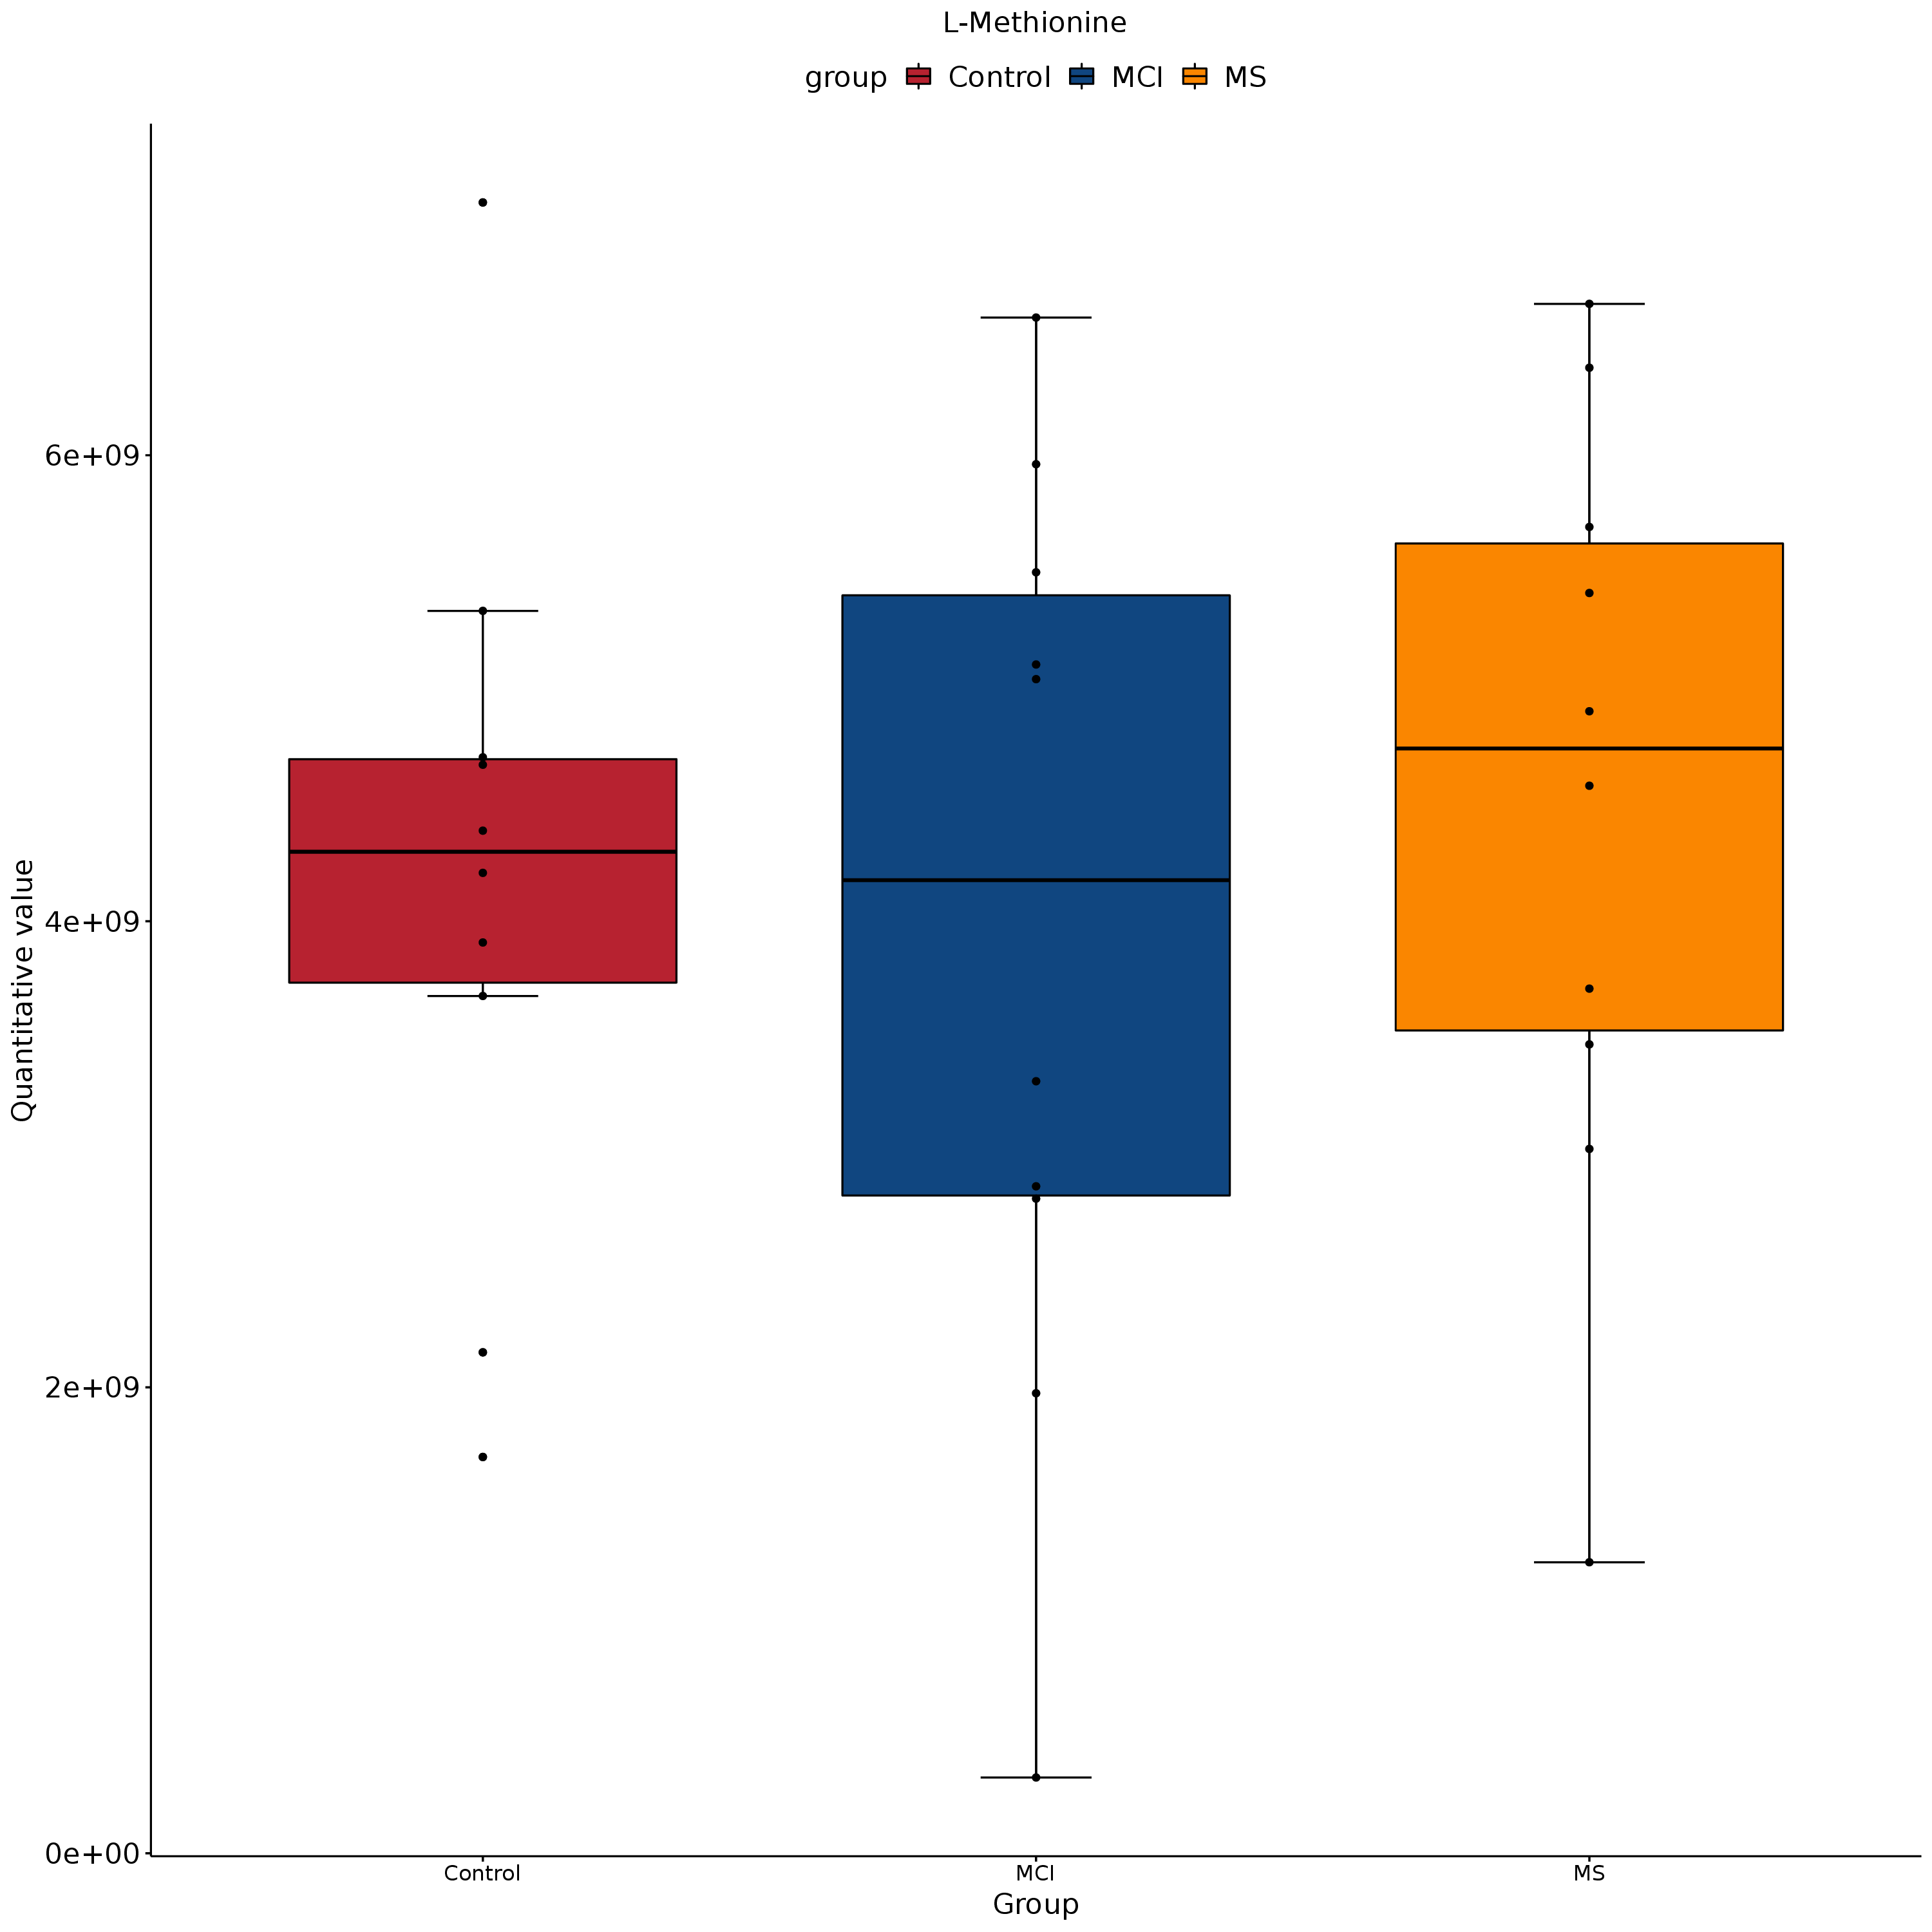 L-Methionine
group Control MCI MS
Quantitative value
6e+09
4e+09
2e+09
0e+00
Control MCI MS
Group